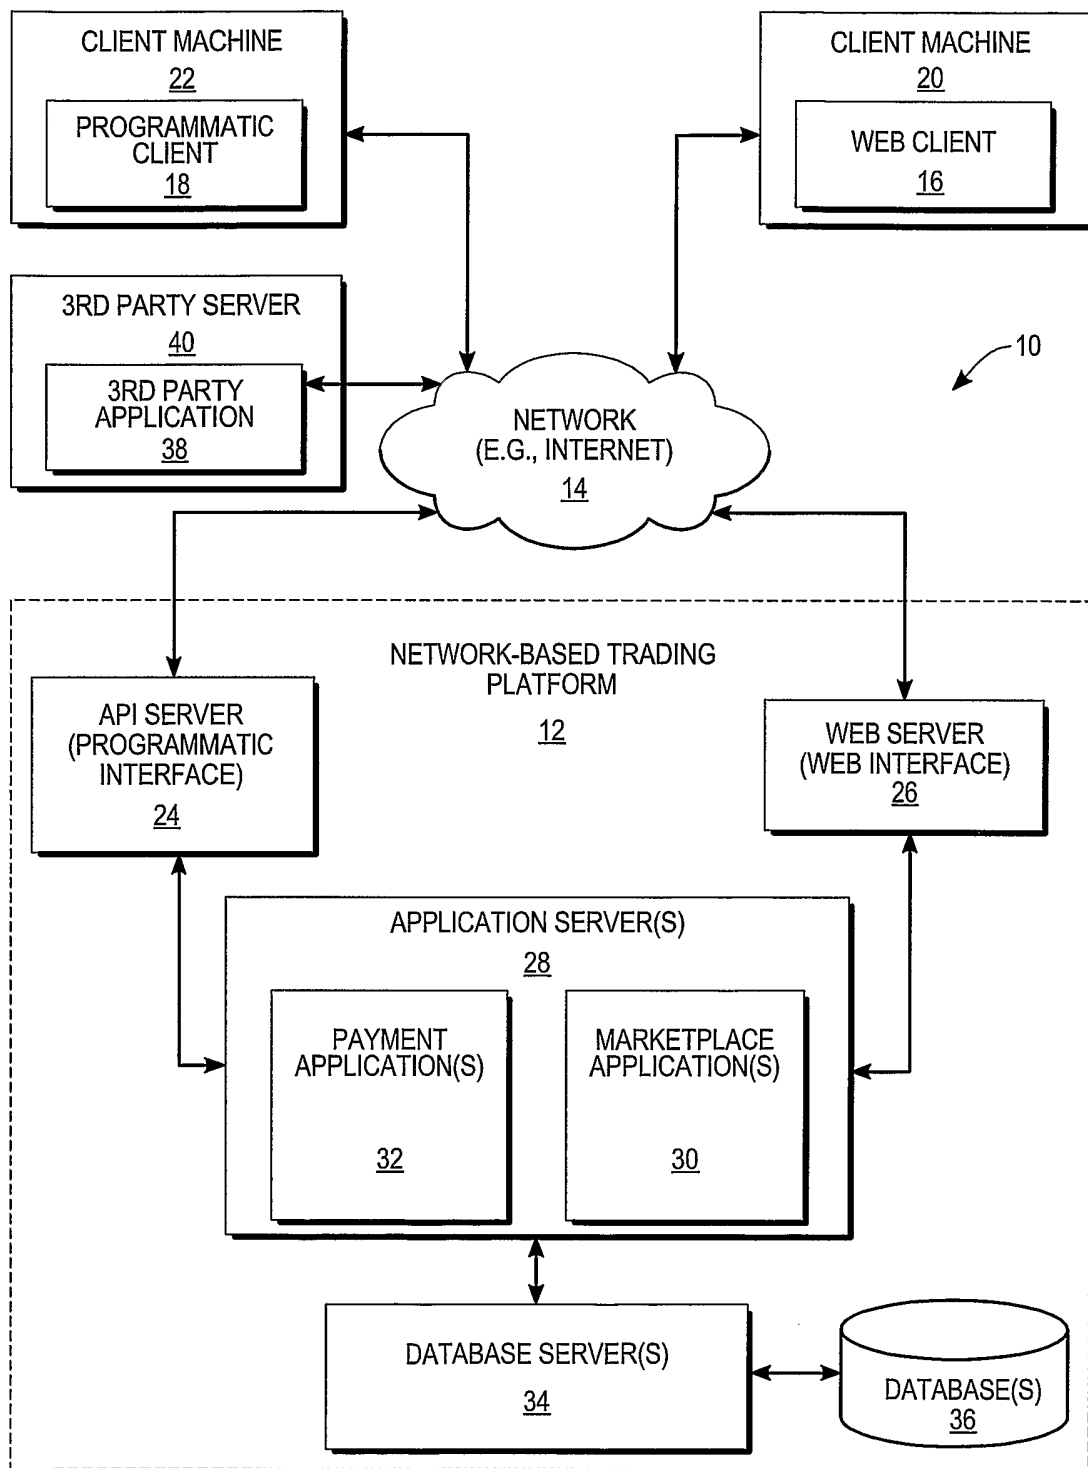 CLIENT MACHINE
22
PROGRAMMATIC
CLIENT
18
CLIENT MACHINE
20
WEB CLIENT
16
3RD PARTY SERVER
40
3RD PARTY
APPLICATION
38
10
NETWORK
(E.G., INTERNET)
14
NETWORK-BASED TRADING
PLATFORM
12
API SERVER
(PROGRAMMATIC
INTERFACE)
24
WEB SERVER
(WEB INTERFACE)
26
APPLICATION SERVER(S)
28
PAYMENT
APPLICATION(S)
32
MARKETPLACE
APPLICATION(S)
30
DATABASE SERVER(S)
34
DATABASE(S)
36